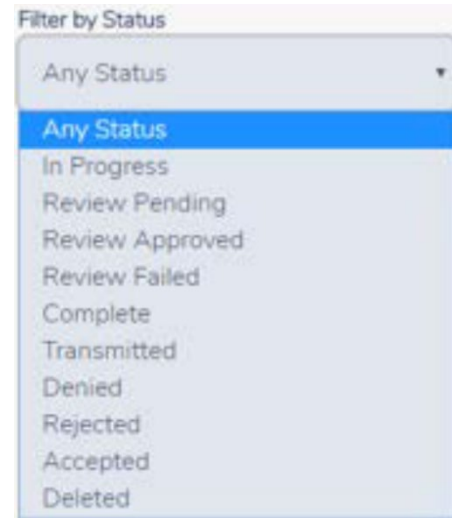 Filter by Status
Any Status
Any Status
In Progress
Review Pending
Review Approved
Review Failed
Complete
Transmitted
Denied
Rejected
Accepted
Deleted